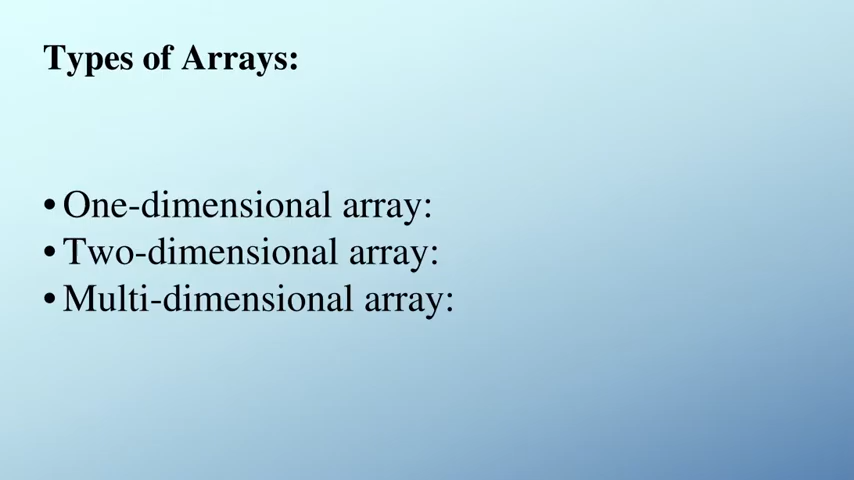 Types of Arrays:
• One-dimensional array:
• Two-dimensional array:
• Multi-dimensional array: